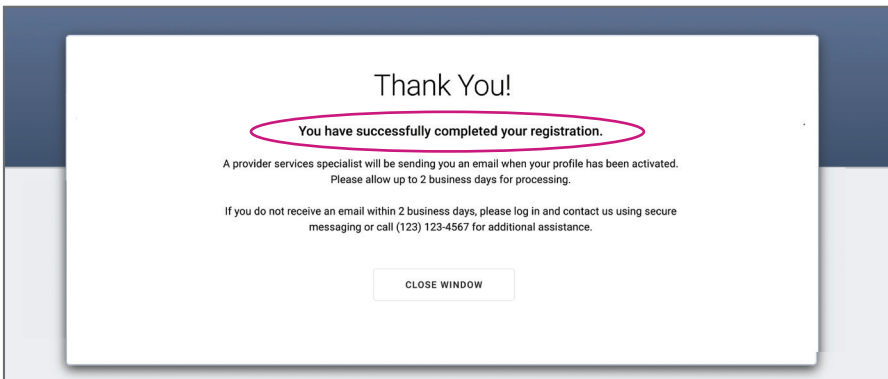 Thank You!
You have successfully completed your registration.
A provider services specialist will be sending you an email when your profile has been activated.
Please allow up to 2 business days for processing.
If you do not receive an email within 2 business days, please log in and contact us using secure
messaging or call (123) 123-4567 for additional assistance.
CLOSE WINDOW